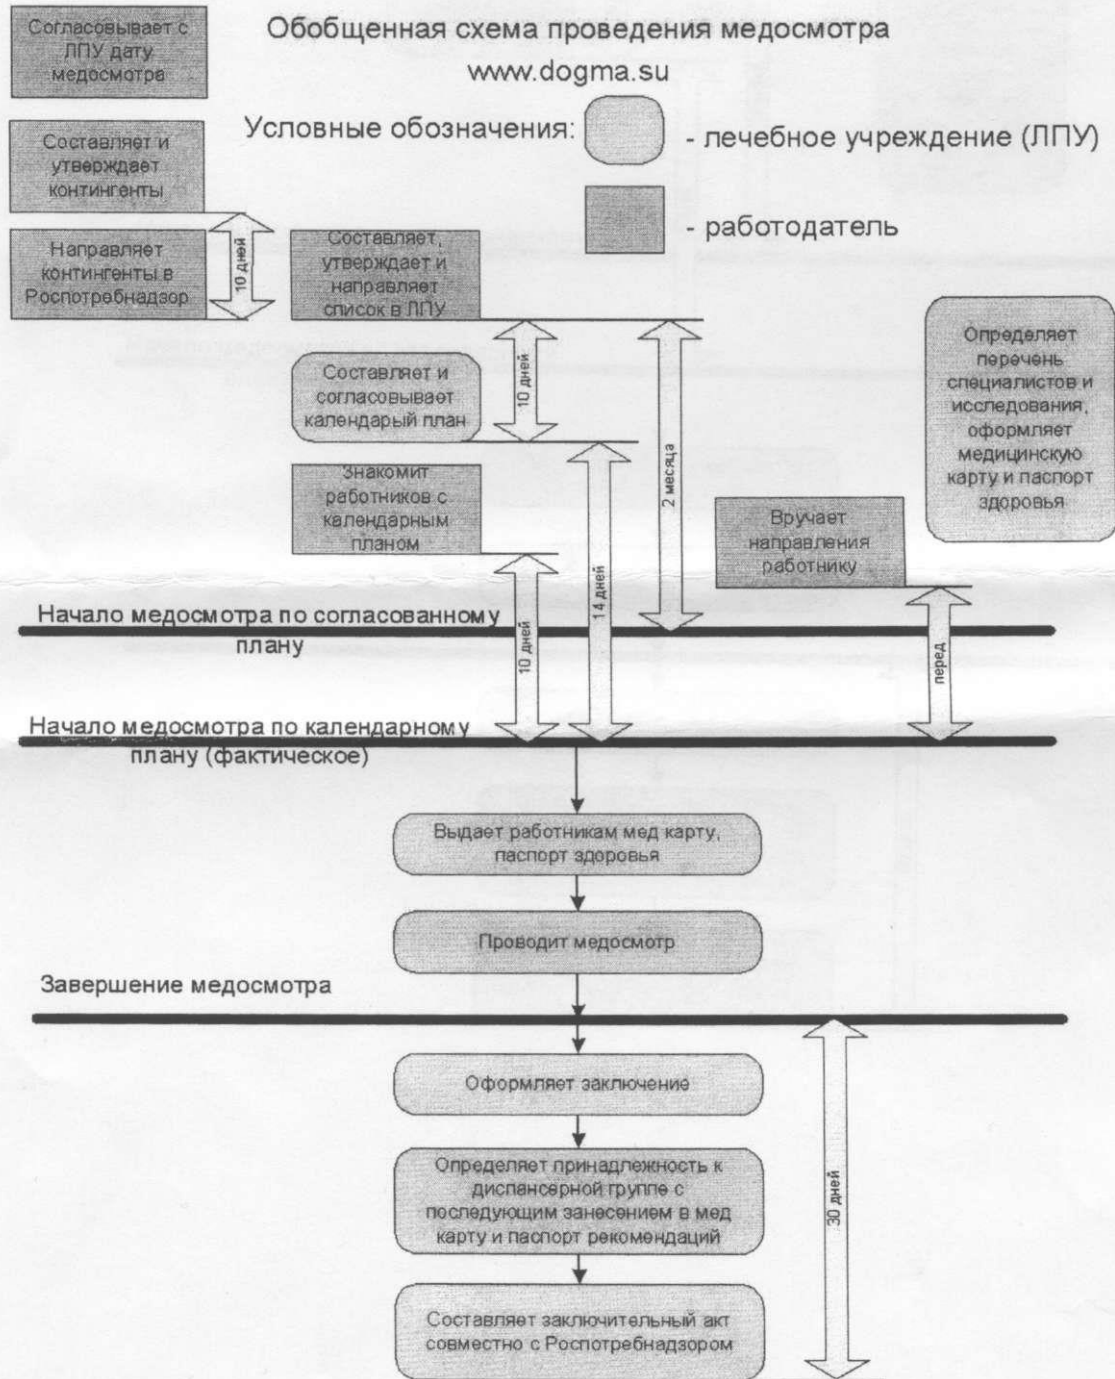 Согласовывает с
ЛПУ дату
медосмотра
Обобщенная схема проведения медосмотра
www.dogma.su
Условные обозначения:
- лечебное учреждение (ЛПУ)
- работодатель
Составляет и
утверждает
контингенты
Направляет
контингенты в
Роспотребнадзор
10 дней
Составляет,
утверждает и
направляет
список в ЛПУ
Составляет и
согласовывает
календарый план
10 дней
Знакомит
работников с
календарным
планом
10 дней
14 дней
2 месяца
Вручает
направления
работнику
Определяет
перечень
специалистов и
исследования,
оформляет
медицинскую
карту и паспорт
здоровья
перед
Начало медосмотра по согласованному
плану
Начало медосмотра по календарному
плану (фактическое)
Выдает работникам мед карту,
паспорт здоровья
Проводит медосмотр
Завершение медосмотра
Оформляет заключение
Определяет принадлежность к
диспансерной группе с
последующим занесением в мед
карту и паспорт рекомендаций
Составляет заключительный акт
совместно с Роспотребнадзором
30 дней